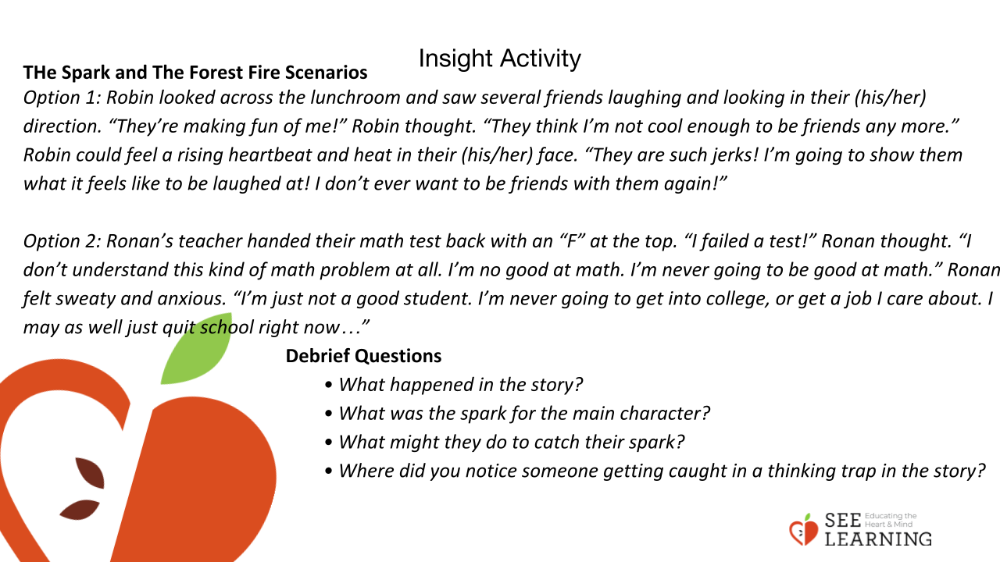 Insight Activity
THe Spark and The Forest Fire Scenarios
Option 1: Robin looked across the lunchroom and saw several friends laughing and looking in their (his/her)
direction. “They’re making fun of me!” Robin thought. “They think I’m not cool enough to be friends any more.”
Robin could feel a rising heartbeat and heat in their (his/her) face. “They are such jerks! I’m going to show them
what it feels like to be laughed at! I don’t ever want to be friends with them again!”
Option 2: Ronan’s teacher handed their math test back with an “F” at the top. “I failed a test!” Ronan thought. “I
don’t understand this kind of math problem at all. I’m no good at math. I’m never going to be good at math.” Ronan
felt sweaty and anxious. “I’m just not a good student. I’m never going to get into college, or get a job I care about. I
may as well just quit school right now…”
Debrief Questions
• What happened in the story?
• What was the spark for the main character?
• What might they do to catch their spark?
• Where did you notice someone getting caught in a thinking trap in the story?
SEE Educating the
Heart & Mind
LEARNING